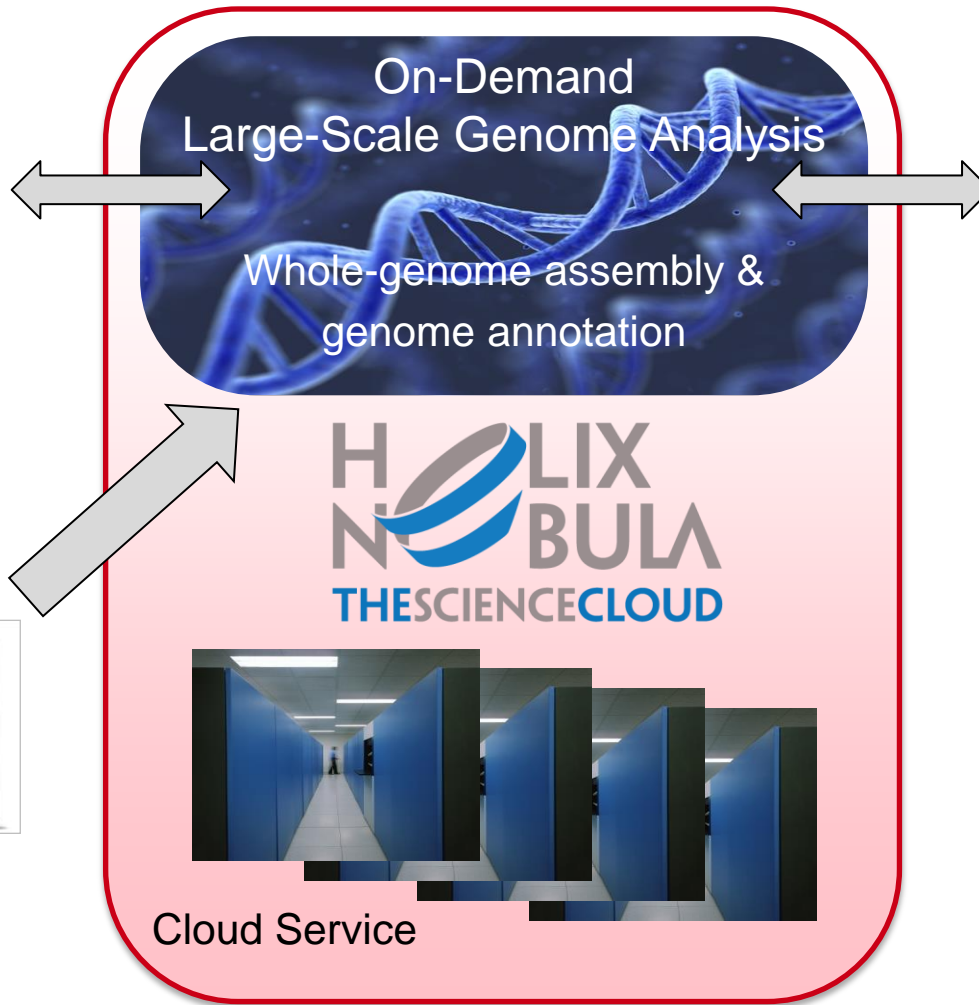 On-Demand
Large-Scale Genome Analysis
Whole-genome assembly &
genome annotation
HELIX
NEBULA
THESCIENCECLOUD
Cloud Service